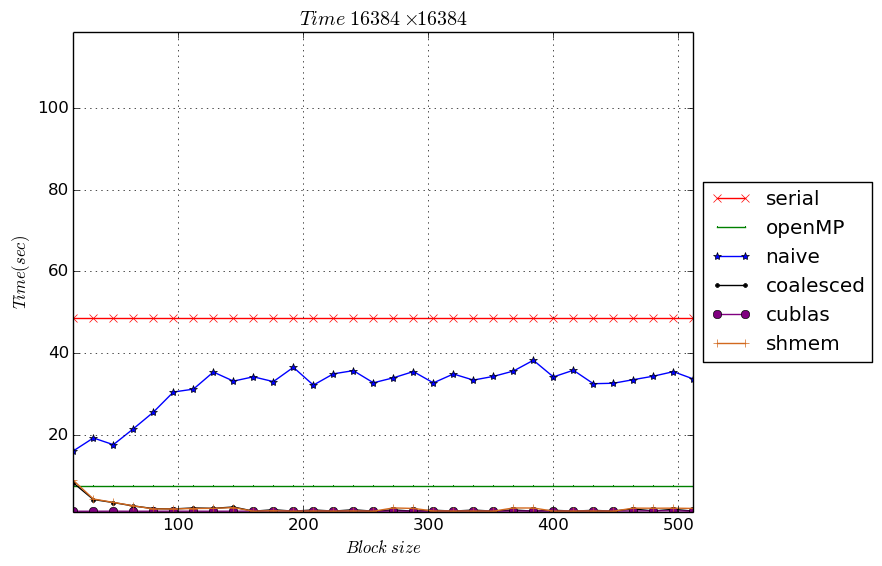 Time 16384 ×16384
100
80
60
40
20
Time(sec)
100 200 300 400 500
Block size
serial
openMP
naive
coalesced
cublas
shmem